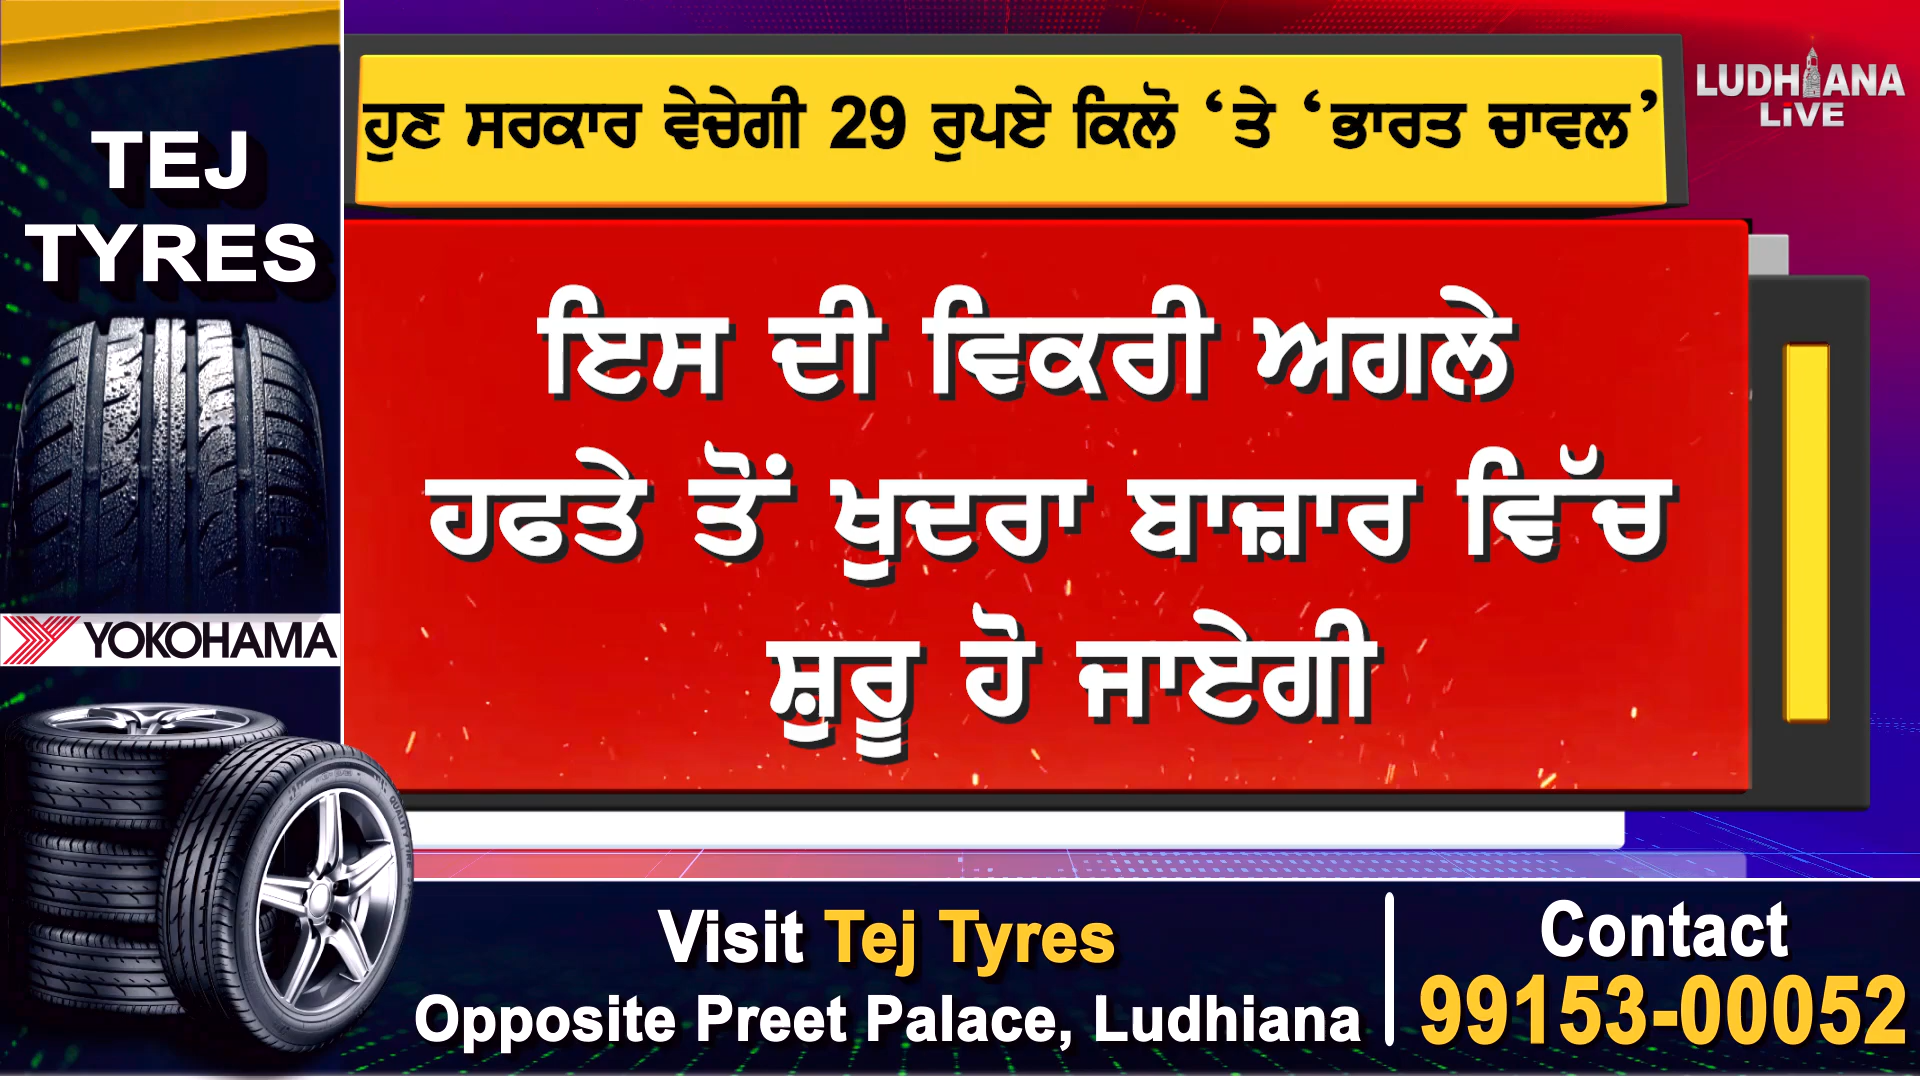 TEJ
TYRES
YOKOHAMA
ਹੁਣ ਸਰਕਾਰ ਵੇਚੇਗੀ 29 ਰੁਪਏ ਕਿਲੋ ‘ਤੇ ‘ਭਾਰਤ ਚਾਵਲ’
LUDHIANA
LiVE
ਇਸ ਦੀ ਵਿਕਰੀ ਅਗਲੇ
ਹਫਤੇ ਤੋਂ ਖੁਦਰਾ ਬਾਜ਼ਾਰ ਵਿੱਚ
ਸ਼ੁਰੂ ਹੋ ਜਾਏਗੀ
Visit Tej Tyres
Opposite Preet Palace, Ludhiana
Contact
99153-00052